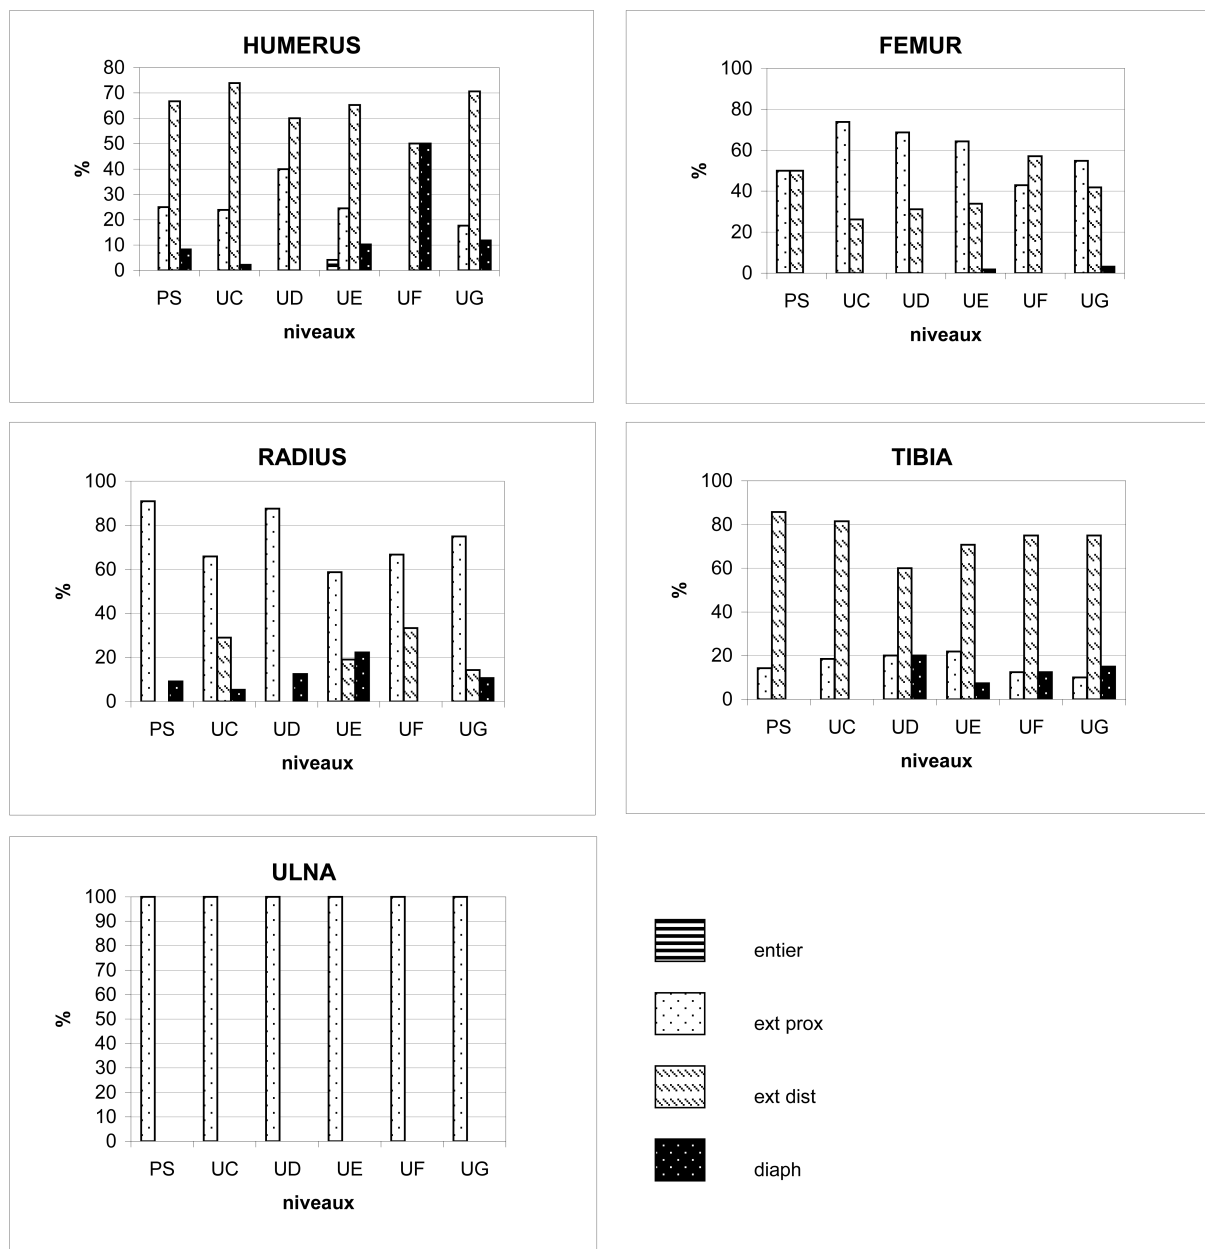 HUMERUS
80
70
60
50
40
30
20
10
0
%
PS UC UD UE UF UG
niveaux
FEMUR
100
80
60
40
20
0
%
PS UC UD UE UF UG
niveaux
RADIUS
100
80
60
40
20
0
%
PS UC UD UE UF UG
niveaux
TIBIA
100
80
60
40
20
0
%
PS UC UD UE UF UG
niveaux
ULNA
100
90
80
70
60
50
40
30
20
10
0
%
PS UC UD UE UF UG
niveaux
entier
ext prox
ext dist
diaph